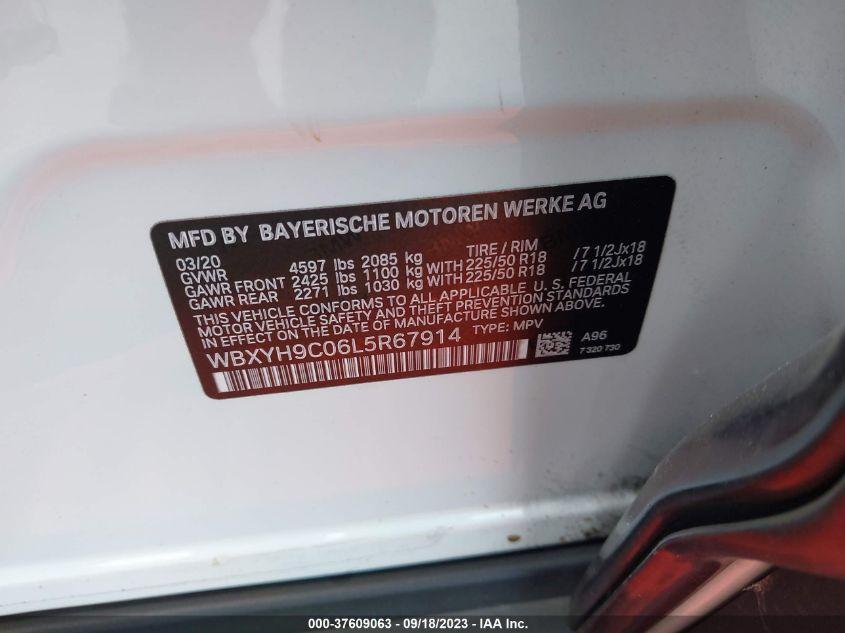 MFD BY BAYERISCHE MOTOREN WERKE AG
03/20 TIRE / RIM
GVWR 4597 lbs 2085 kg
GAWR FRONT 2425 lbs 1100 kg WITH 225/50 R18 /7 1/2Jx18
GAWR REAR 2271 lbs 1030 kg WITH 225/50 R18 /7 1/2Jx18
THIS VEHICLE CONFORMS TO ALL APPLICABLE U. S. FEDERAL
MOTOR VEHICLE SAFETY AND THEFT PREVENTION STANDARDS
IN EFFECT ON THE DATE OF MANUFACTURE SHOWN ABOVE.
WBXYH9C06L5R67914 TYPE: MPV
A96
7 320 730
000-37609063 - 09/18/2023 - IAA Inc.